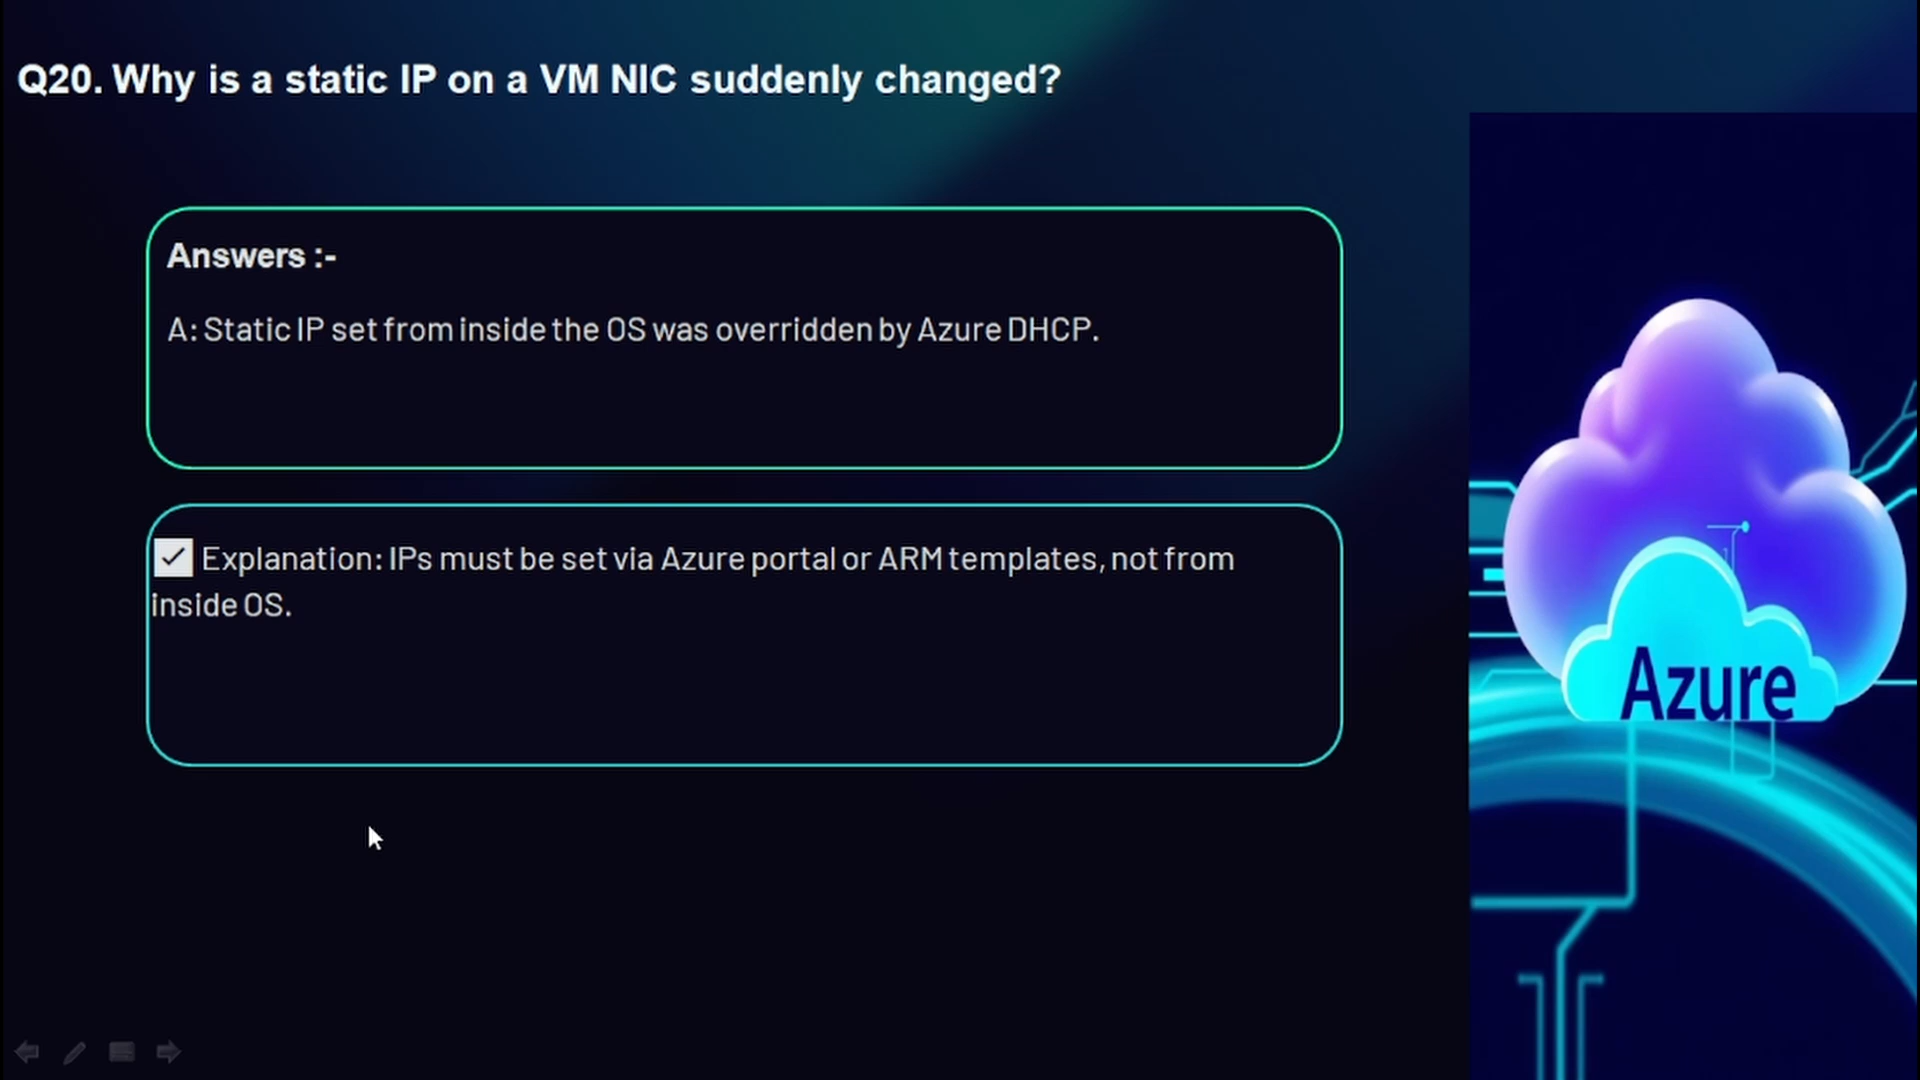 Q20. Why is a static IP on a VM NIC suddenly changed?
Answers :-
A: Static IP set from inside the OS was overridden by Azure DHCP.
✓ Explanation: IPs must be set via Azure portal or ARM templates, not from
inside OS.
Azure